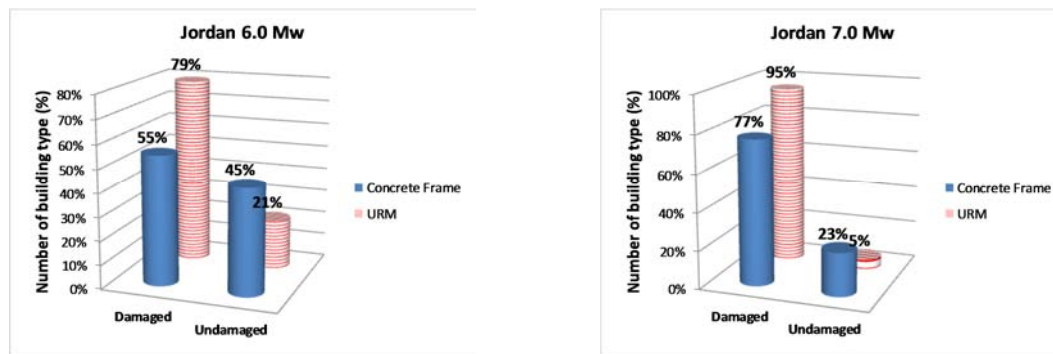 Jordan 6.0 Mw
Number of building type (%)
80%
70%
60%
50%
40%
30%
20%
10%
0%
79%
55%
45%
21%
Damaged
Undamaged
Concrete Frame
URM
Jordan 7.0 Mw
Number of building type (%)
100%
80%
60%
40%
20%
0%
95%
77%
23%
5%
Damaged
Undamaged
Concrete Frame
URM